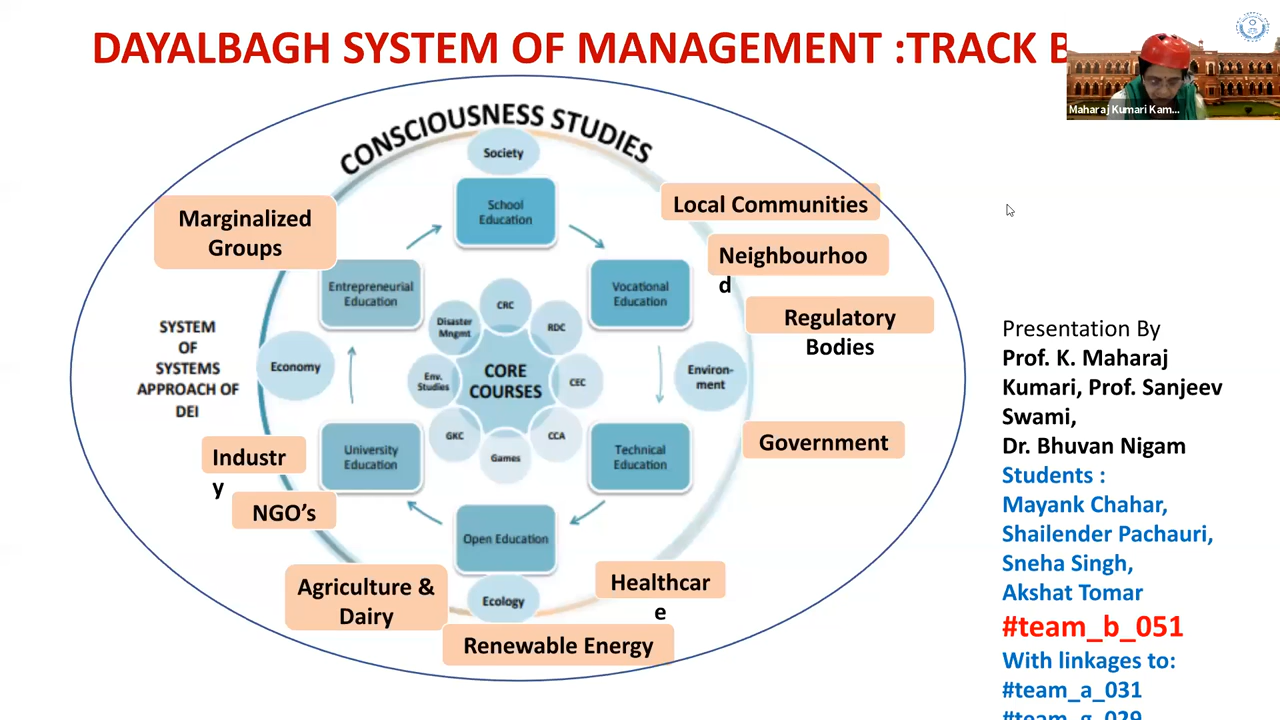 DAYALBAGH SYSTEM OF MANAGEMENT :TRACK B
Maharaj Kumari Kam...
CONSCIOUSNESS STUDIES
Society
School
Education
Marginalized
Groups
Local Communities
Neighbourhoo
d
Entrepreneurial
Education
Vocational
Education
Regulatory
Bodies
CRC
Disaster
Mngmt
RDC
SYSTEM
OF
SYSTEMS
APPROACH OF
DEI
Economy
Env.
Studies
CORE
COURSES
CEC
Environ-
ment
GKC
CCA
Games
University
Education
Technical
Education
Government
Industr
y
NGO’s
Open Education
Agriculture &
Dairy
Ecology
Healthcar
e
Renewable Energy
Presentation By
Prof. K. Maharaj
Kumari, Prof. Sanjeev
Swami,
Dr. Bhuvan Nigam
Students :
Mayank Chahar,
Shailender Pachauri,
Sneha Singh,
Akshat Tomar
#team_b_051
With linkages to:
#team_a_031
#team_g_029